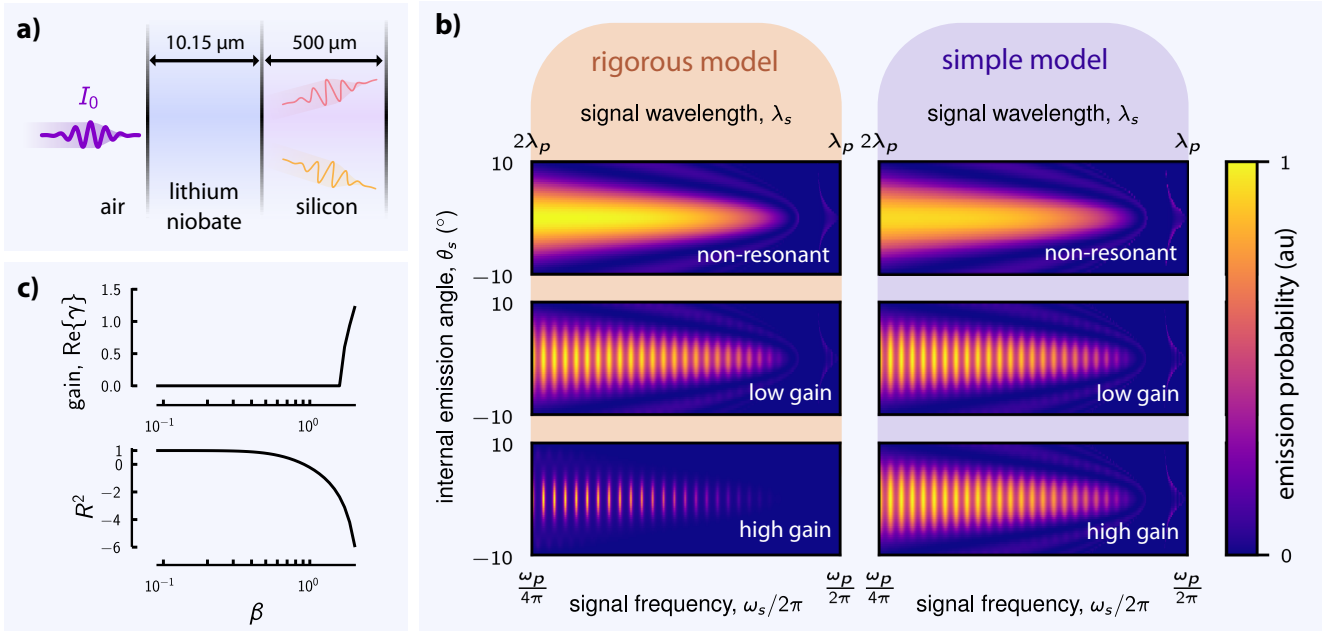 a)
10.15 µm
500 µm
I₀
air
lithium
niobate
silicon
b)
rigorous model
signal wavelength, λₛ
2λₚ
λₚ
simple model
signal wavelength, λₛ
2λₚ
λₚ
internal emission angle, θₛ (°)
10
−10
non-resonant
non-resonant
10
−10
low gain
low gain
10
−10
high gain
high gain
ωₚ/4π
ωₚ/2π
signal frequency, ωₛ/2π
ωₚ/4π
ωₚ/2π
signal frequency, ωₛ/2π
1
0
emission probability (au)
c)
gain, Re{γ}
1.5
1.0
0.5
0.0
10⁻¹
10⁰
R²
1
0
−2
−4
−6
10⁻¹
10⁰
β